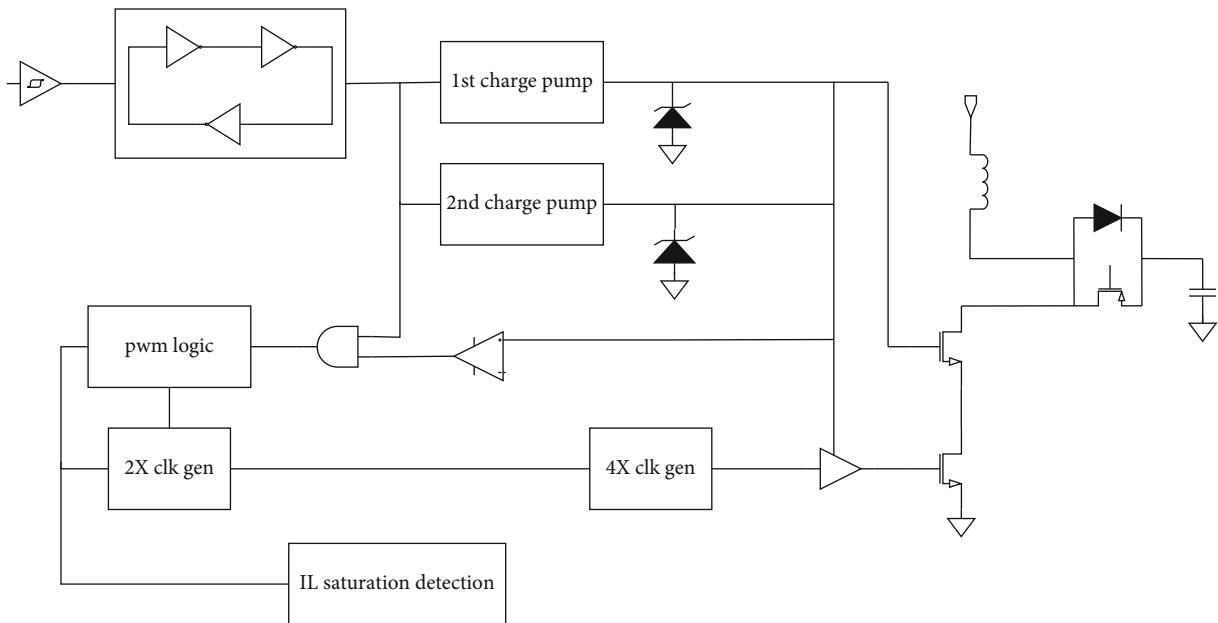 1st charge pump
2nd charge pump
pwm logic
2X clk gen
4X clk gen
IL saturation detection